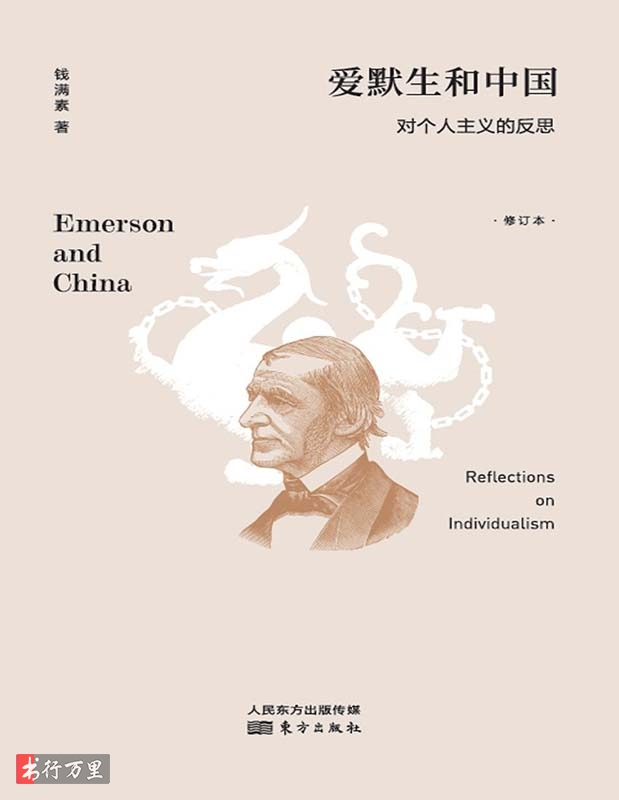 钱满素 著
爱默生和中国
对个人主义的反思
·修订本·
Emerson
and
China
Reflections
on
Individualism
人民东方出版传媒
东方出版社
书行万里